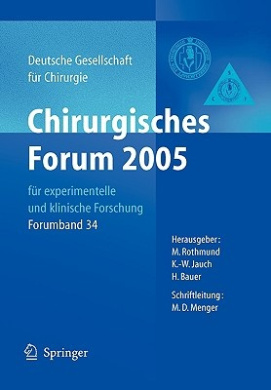 Deutsche Gesellschaft
für Chirurgie
Chirurgisches
Forum 2005
für experimentelle
und klinische Forschung
Forumband 34
Herausgeber:
M. Rothmund
K.-W. Jauch
H. Bauer
Schriftleitung:
M. D. Menger
Springer